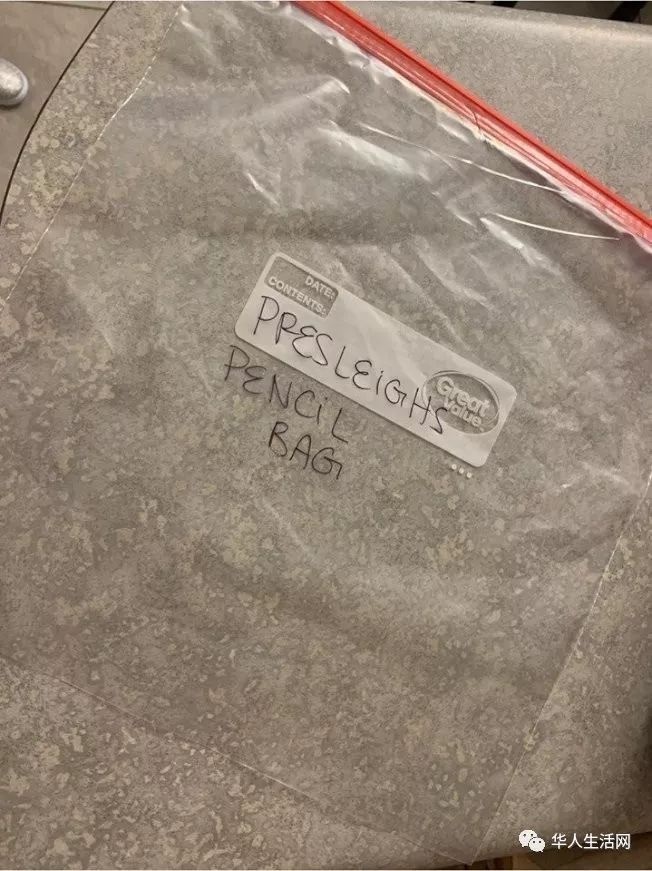 DATE:
CONTENTS:
PRESLEIGHS
Great
Value
PENCIL
BAG
华人生活网